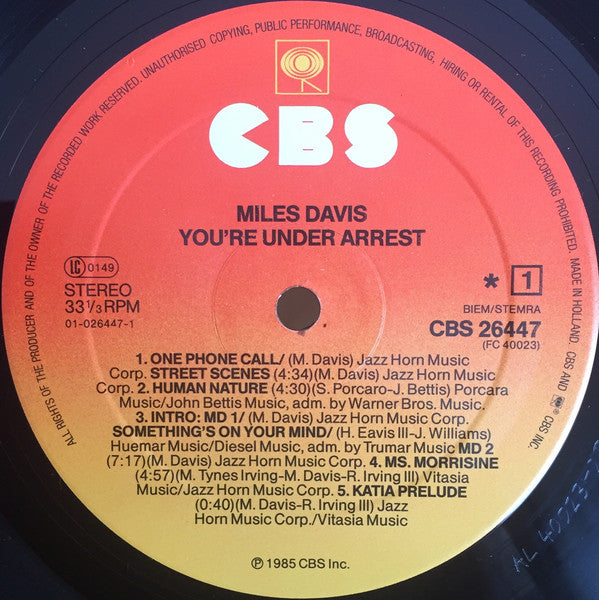 ALL RIGHTS OF THE PRODUCER AND OF THE OWNER OF THE RECORDED WORK RESERVED. UNAUTHORISED COPYING, PUBLIC PERFORMANCE, BROADCASTING, HIRING OR RENTAL OF THIS RECORDING PROHIBITED. MADE IN HOLLAND. CBS AND CBS INC.
CBS
MILES DAVIS
YOU'RE UNDER ARREST
LC 0149
STEREO
33 1/3 RPM
01-026447-1
* 1
BIEM/STEMRA
CBS 26447
(FC 40023)
1. ONE PHONE CALL/ (M. Davis) Jazz Horn Music
Corp. STREET SCENES (4:34)(M. Davis) Jazz Horn Music
Corp. 2. HUMAN NATURE (4:30)(S. Porcaro-J. Bettis) Porcara
Music/John Bettis Music, adm. by Warner Bros. Music.
3. INTRO: MD 1/ (M. Davis) Jazz Horn Music Corp.
SOMETHING'S ON YOUR MIND/ (H. Eavis III-J. Williams)
Huemar Music/Diesel Music, adm. by Trumar Music MD 2
(7:17)(M. Davis) Jazz Horn Music Corp. 4. MS. MORRISINE
(4:57)(M. Tynes Irving-M. Davis-R. Irving III) Vitasia
Music/Jazz Horn Music Corp. 5. KATIA PRELUDE
(0:40)(M. Davis-R. Irving III) Jazz
Horn Music Corp./Vitasia Music
℗ 1985 CBS Inc.